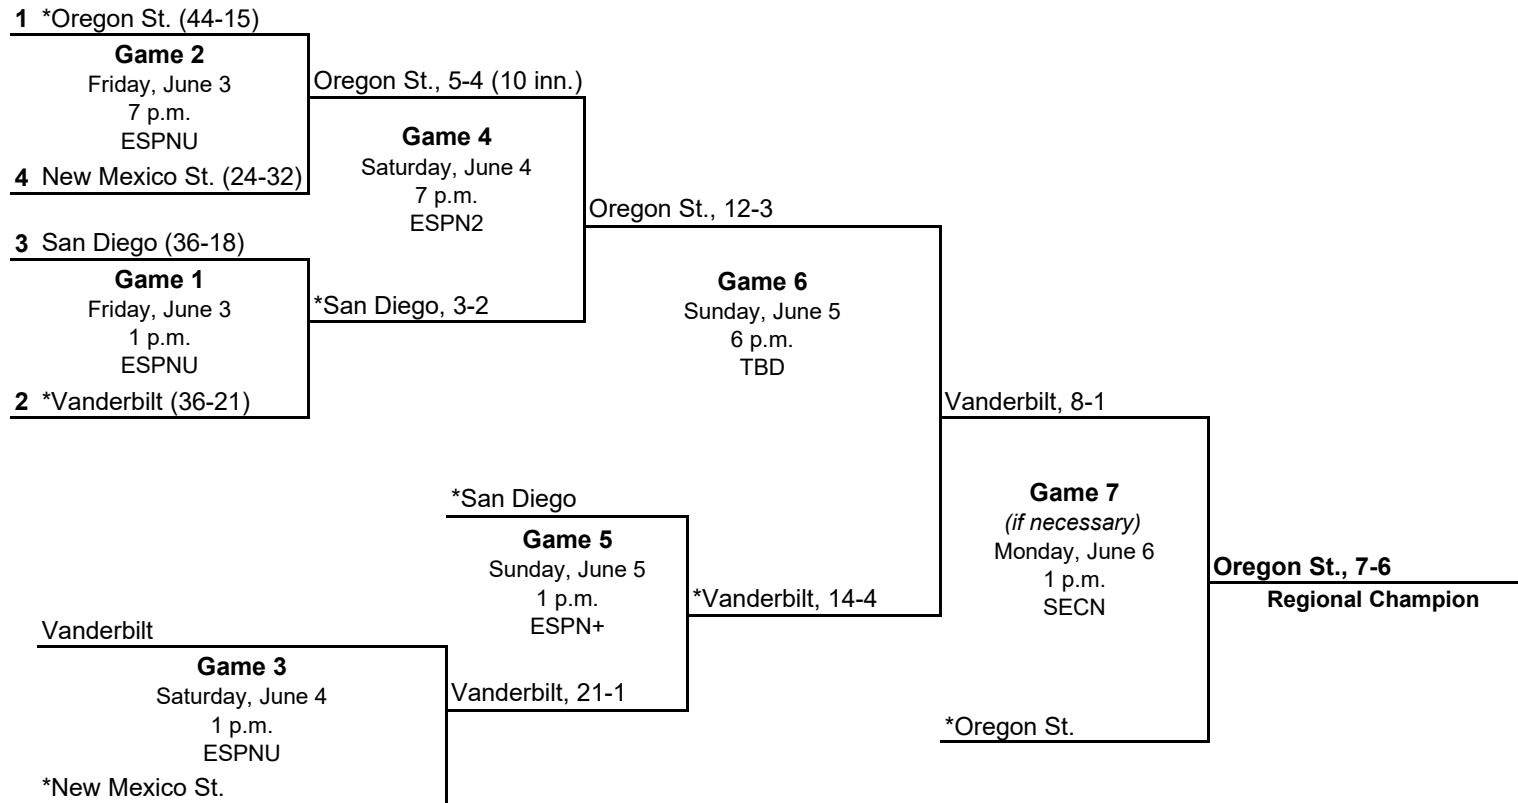 1 *Oregon St. (44-15)
Game 2
Friday, June 3
7 p.m.
ESPNU
4 New Mexico St. (24-32)
Oregon St., 5-4 (10 inn.)
Game 4
Saturday, June 4
7 p.m.
ESPN2
3 San Diego (36-18)
Game 1
Friday, June 3
1 p.m.
ESPNU
2 *Vanderbilt (36-21)
*San Diego, 3-2
Oregon St., 12-3
Game 6
Sunday, June 5
6 p.m.
TBD
*San Diego
Game 5
Sunday, June 5
1 p.m.
ESPN+
Vanderbilt
Game 3
Saturday, June 4
1 p.m.
ESPNU
*New Mexico St.
Vanderbilt, 21-1
*Vanderbilt, 14-4
Vanderbilt, 8-1
Game 7
(if necessary)
Monday, June 6
1 p.m.
SECN
*Oregon St.
Oregon St., 7-6
Regional Champion